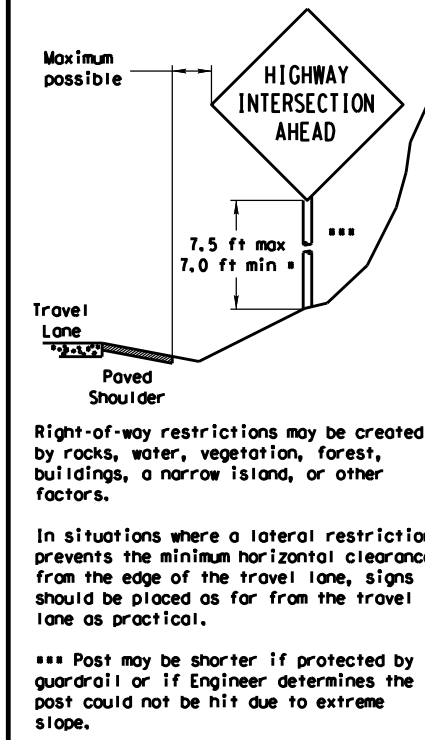 Maximum
possible
HIGHWAY
INTERSECTION
AHEAD
7.5 ft max
7.0 ft min *
***
Travel
Lane
Paved
Shoulder
Right-of-way restrictions may be created
by rocks, water, vegetation, forest,
buildings, a narrow island, or other
factors.
In situations where a lateral restriction
prevents the minimum horizontal clearance
from the edge of the travel lane, signs
should be placed as far from the travel
lane as practical.
*** Post may be shorter if protected by
guardrail or if Engineer determines the
post could not be hit due to extreme
slope.